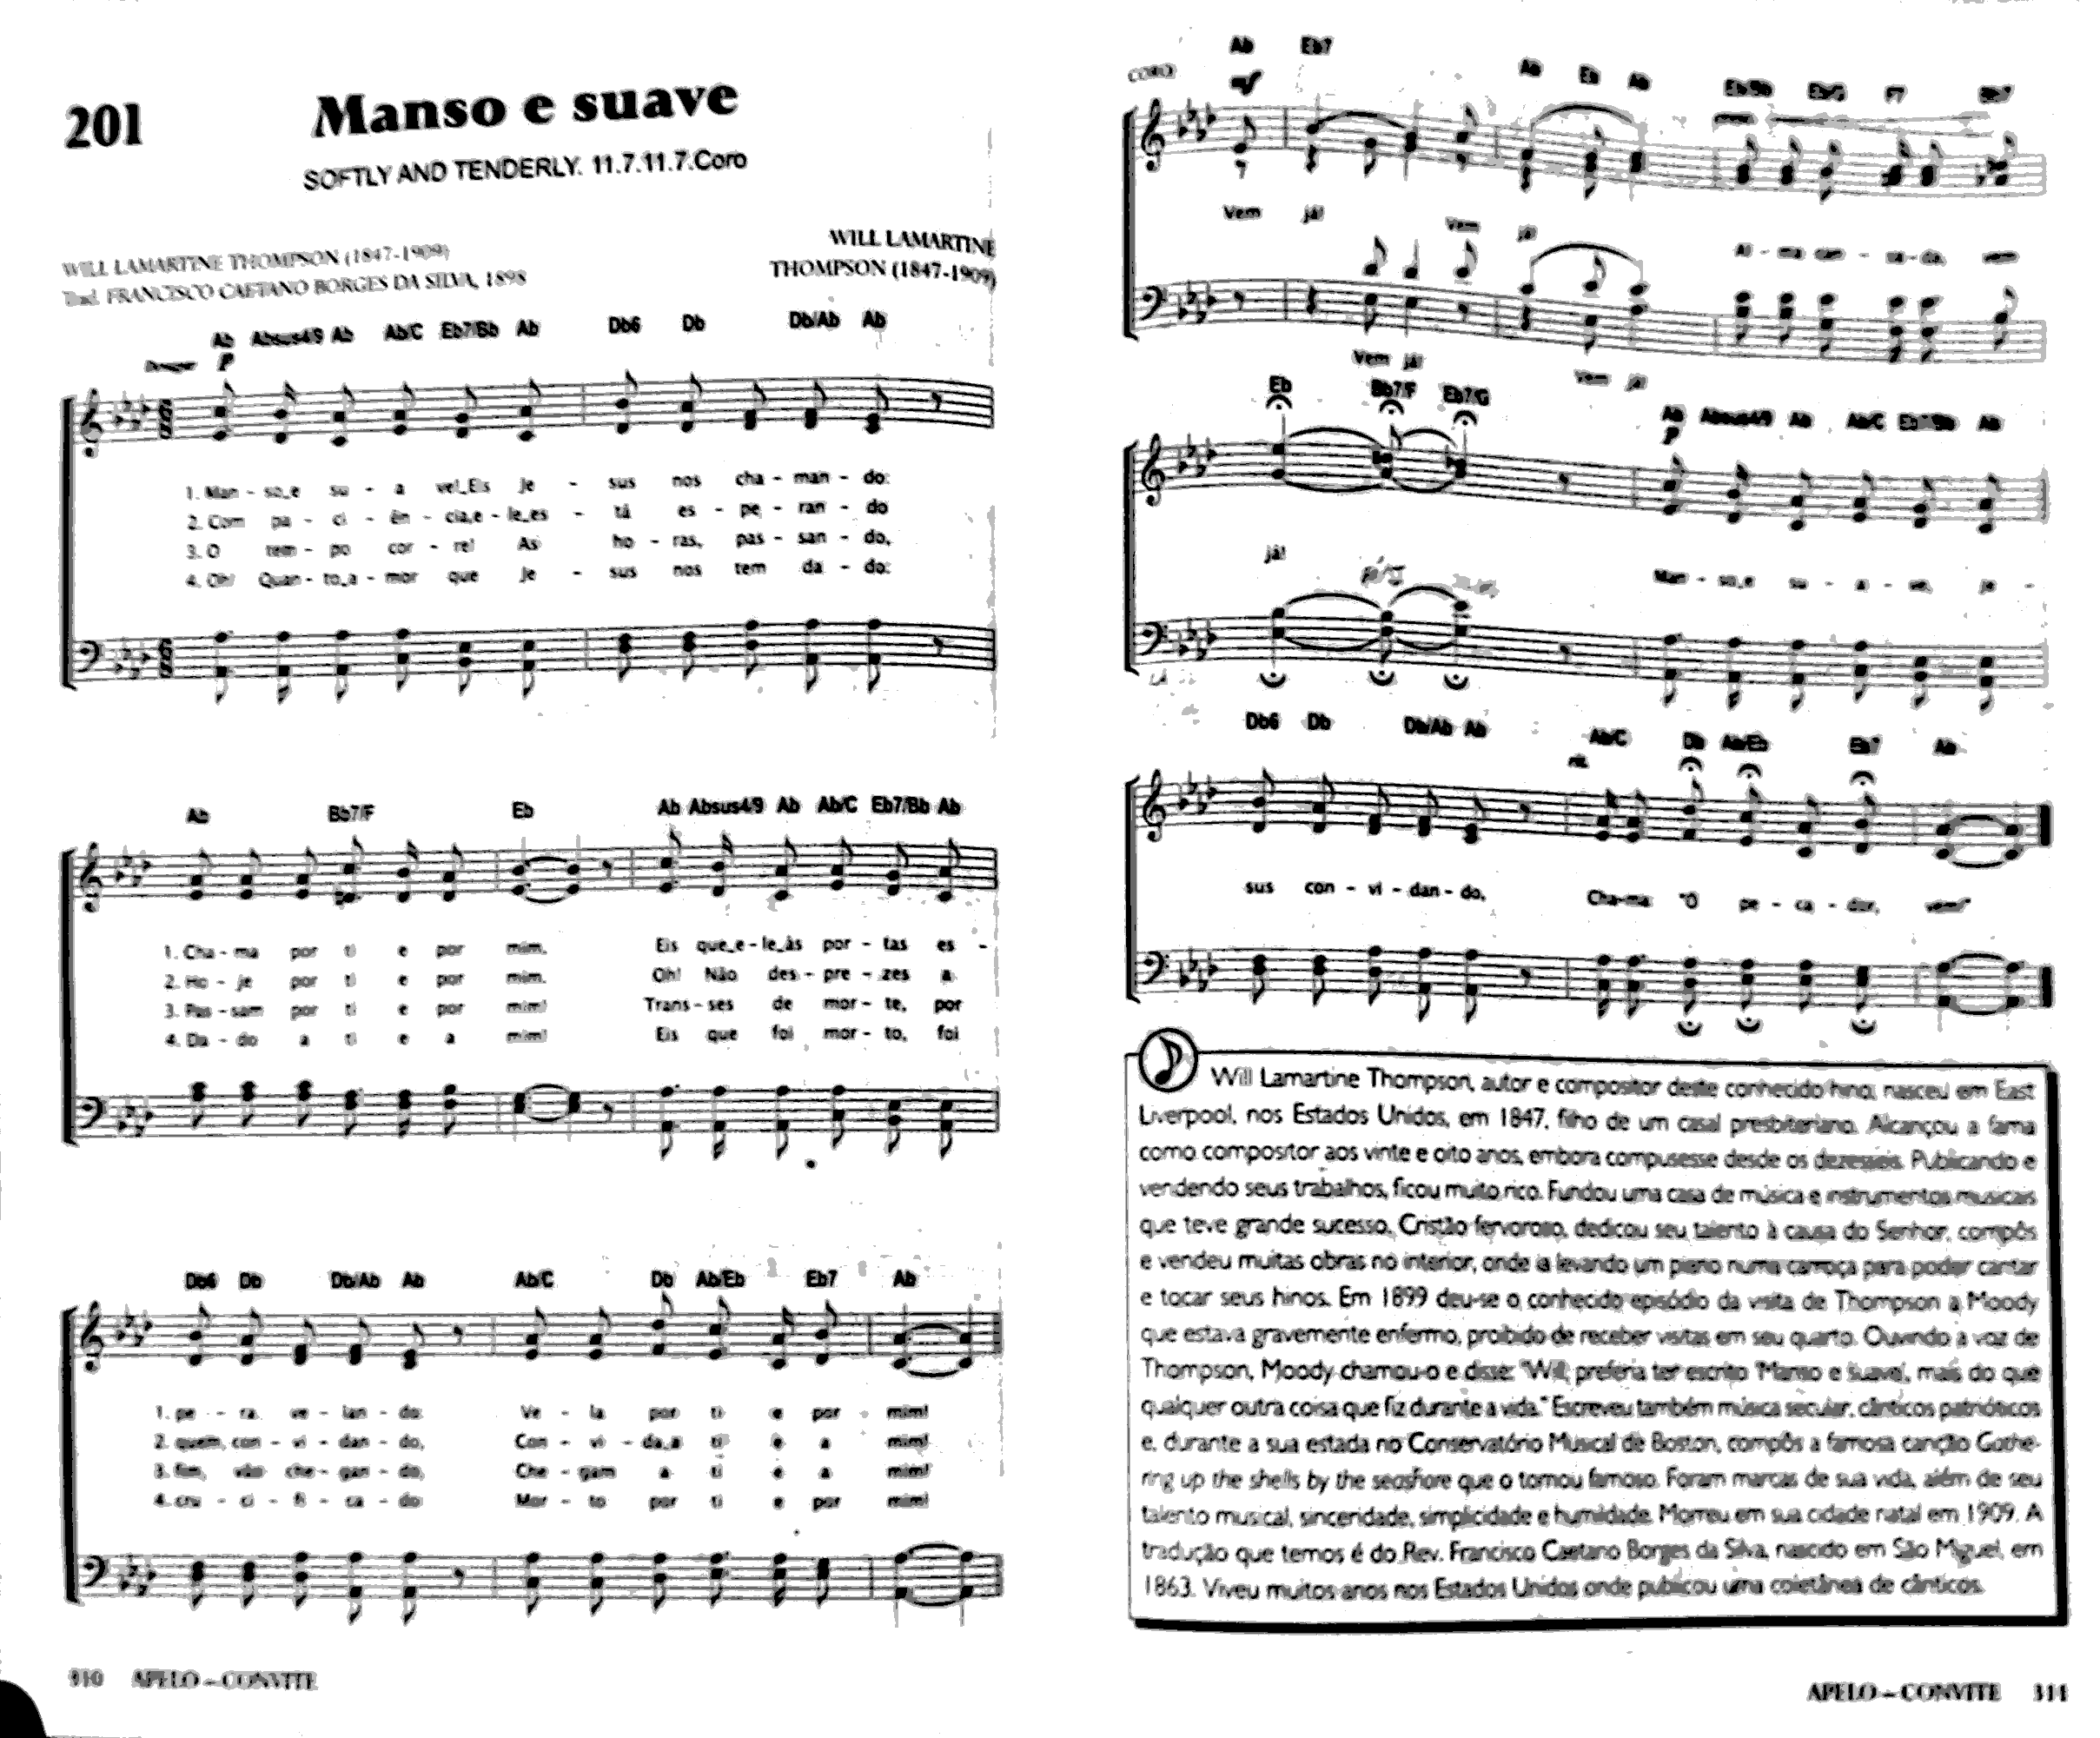 201
Manso e suave
SOFTLY AND TENDERLY. 11.7.11.7.Coro
WILL LAMARTINE THOMPSON (1847-1909)
Trad. FRANCISCO CAETANO BORGES DA SILVA, 1898
WILL LAMARTINE
THOMPSON (1847-1909)
Ab Absus4/9 Ab Ab/C Eb7/Bb Ab Db6 Db Db/Ab Ab
p
1. Man - so_e su - a ve!_Eis Je - sus nos cha - man - do:
2. Com pa - ci - ên - cia,e - le_es - tá es - pe - ran - do
3. O tem - po cor - re! As ho - ras, pas - san - do,
4. Oh! Quan - to_a - mor que Je - sus nos tem da - do:
Ab Bb7/F Eb Ab Absus4/9 Ab Ab/C Eb7/Bb Ab
1. Cha - ma por ti e por mim. Eis que_e - le_às por - tas es -
2. Ho - je por ti e por mim. Oh! Não des - pre - zes a
3. Pas - sam por ti e por mim! Trans - ses de mor - te, por
4. Da - do a ti e a mim! Eis que foi mor - to, foi
Db6 Db Db/Ab Ab Ab/C Db Ab/Eb Eb7 Ab
1. pe - ra ve - lan - do: Ve - la por ti e por mim!
2. quem, con - vi - dan - do, Con - vi - da_a ti e a mim!
3. fim, vão che - gan - do, Che - gam a ti e a mim!
4. cru - ci - fi - ca - do: Mor - to por ti e por mim!
310 APELO – CONVITE
CORO
Ab Eb7 Ab Eb Ab Eb/Bb Eb/G F7 Bb7
mf
Vem já! Vem já! Al - ma can - sa - da, vem
Vem já! vem já!
Eb Bb7/F Eb7/G Ab Absus4/9 Ab Ab/C Eb7/Bb Ab
p
já! Man - so_e su - a - ve, Je -
Db6 Db Db/Ab Ab Ab/C Db Ab/Eb Eb7 Ab
rit.
sus con - vi - dan - do, Cha-ma: "Ó pe - ca - dor, vem!"
Will Lamartine Thompson, autor e compositor deste conhecido hino, nasceu em East
Liverpool, nos Estados Unidos, em 1847, filho de um casal presbiteriano. Alcançou a fama
como compositor aos vinte e oito anos, embora compusesse desde os dezesseis. Publicando e
vendendo seus trabalhos, ficou muito rico. Fundou uma casa de música e instrumentos musicais
que teve grande sucesso. Cristão fervoroso, dedicou seu talento à causa do Senhor, compôs
e vendeu muitas obras no interior, onde ia levando um piano numa carroça para poder cantar
e tocar seus hinos. Em 1899 deu-se o conhecido episódio da visita de Thompson a Moody
que estava gravemente enfermo, proibido de receber visitas em seu quarto. Ouvindo a voz de
Thompson, Moody chamou-o e disse: "Will, preferia ter escrito 'Manso e Suave', mais do que
qualquer outra coisa que fiz durante a vida." Escreveu também música secular, cânticos patrióticos
e, durante a sua estada no Conservatório Musical de Boston, compôs a famosa canção Gathe-
ring up the shells by the seashore que o tornou famoso. Foram marcas de sua vida, além de seu
talento musical, sinceridade, simplicidade e humildade. Morreu em sua cidade natal em 1909. A
tradução que temos é do Rev. Francisco Caetano Borges da Silva, nascido em São Miguel, em
1863. Viveu muitos anos nos Estados Unidos onde publicou uma coletânea de cânticos.
APELO – CONVITE 311